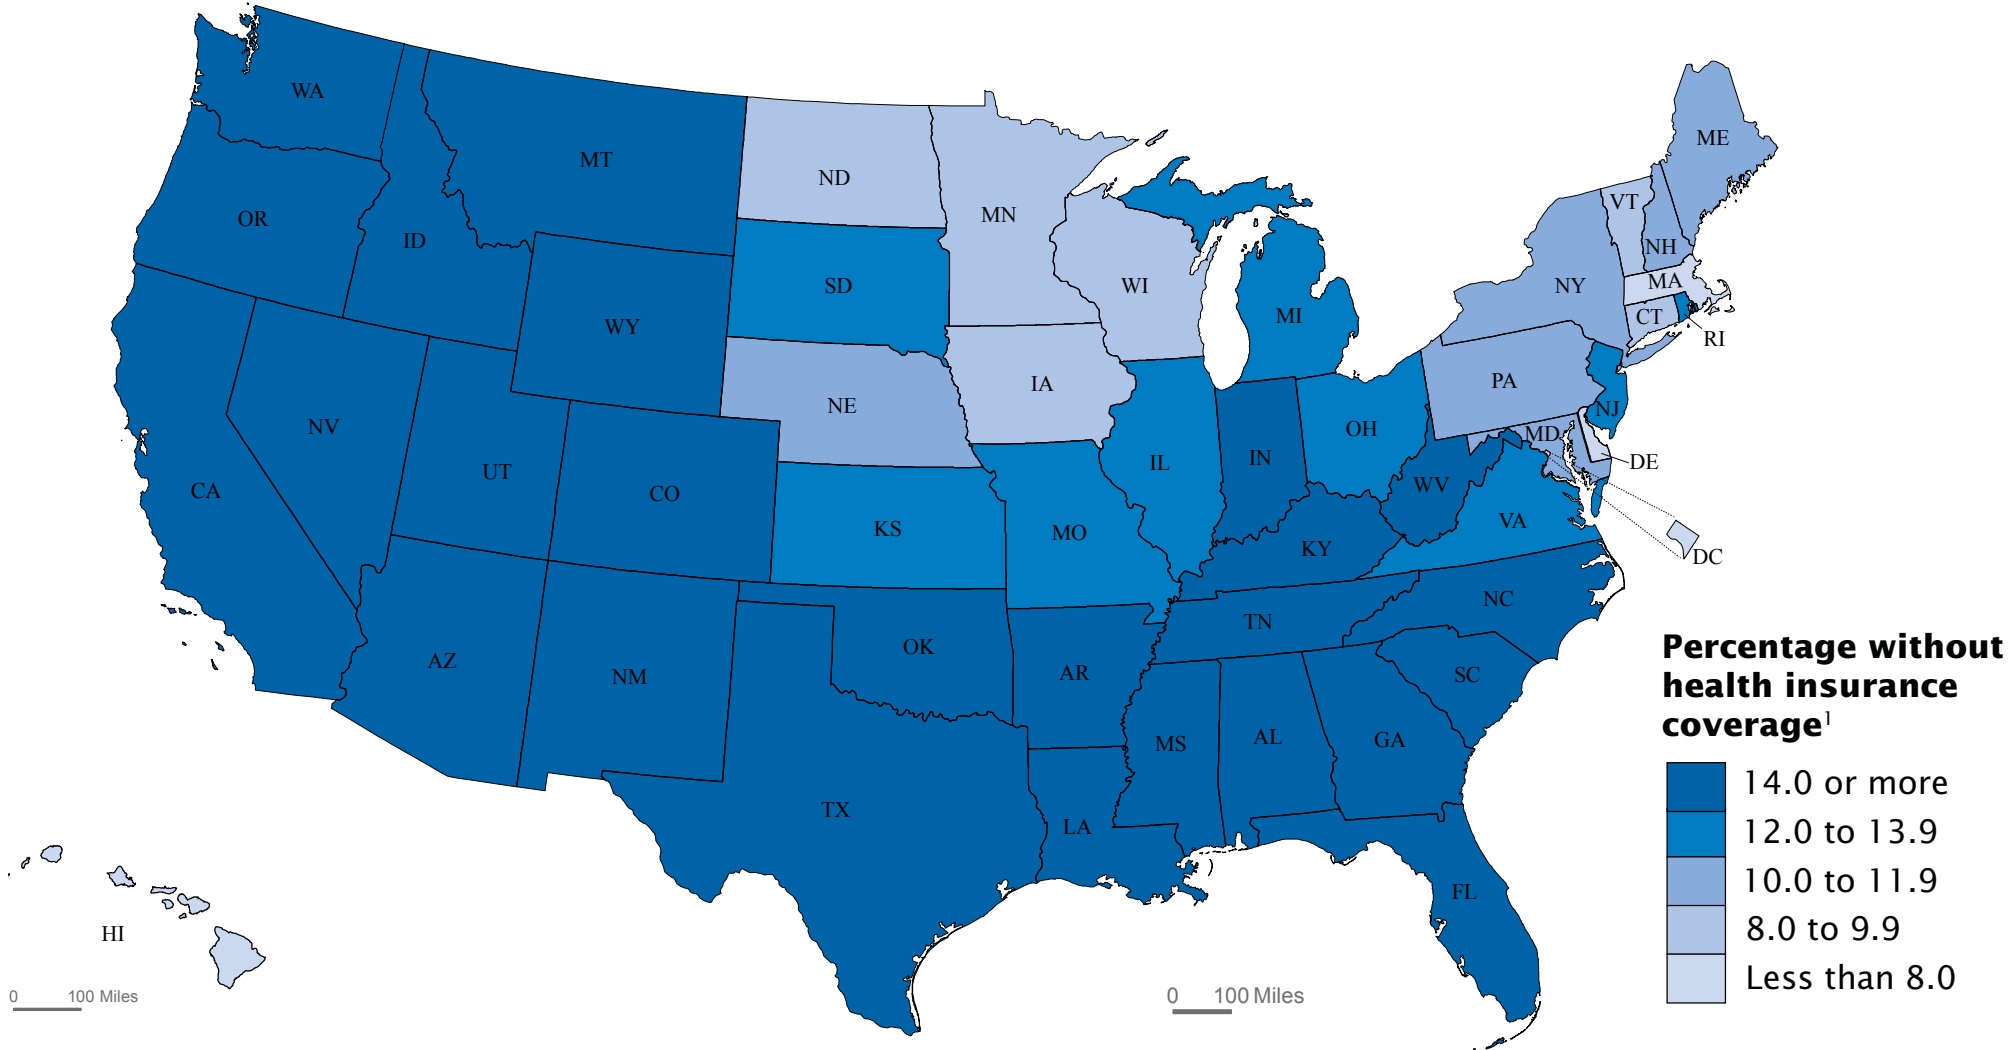 WA
MT
ND
MN
ME
OR
ID
VT
NH
SD
WI
NY
MA
WY
MI
CT
RI
NE
IA
PA
NJ
NV
OH
MD
IL
IN
DE
UT
CO
WV
CA
KS
MO
VA
KY
DC
NC
TN
AZ
NM
OK
AR
SC
MS
AL
GA
TX
LA
FL
HI
0 100 Miles
0 100 Miles
Percentage without
health insurance
coverage1
14.0 or more
12.0 to 13.9
10.0 to 11.9
8.0 to 9.9
Less than 8.0